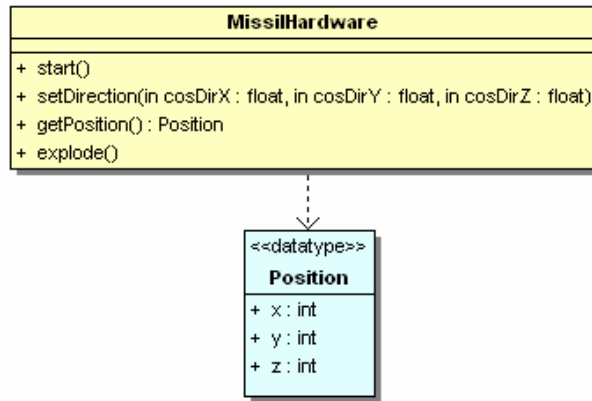 MissilHardware
+ start()
+ setDirection(in cosDirX : float, in cosDirY : float, in cosDirZ : float)
+ getPosition() : Position
+ explode()
<<datatype>>
Position
+ x : int
+ y : int
+ z : int